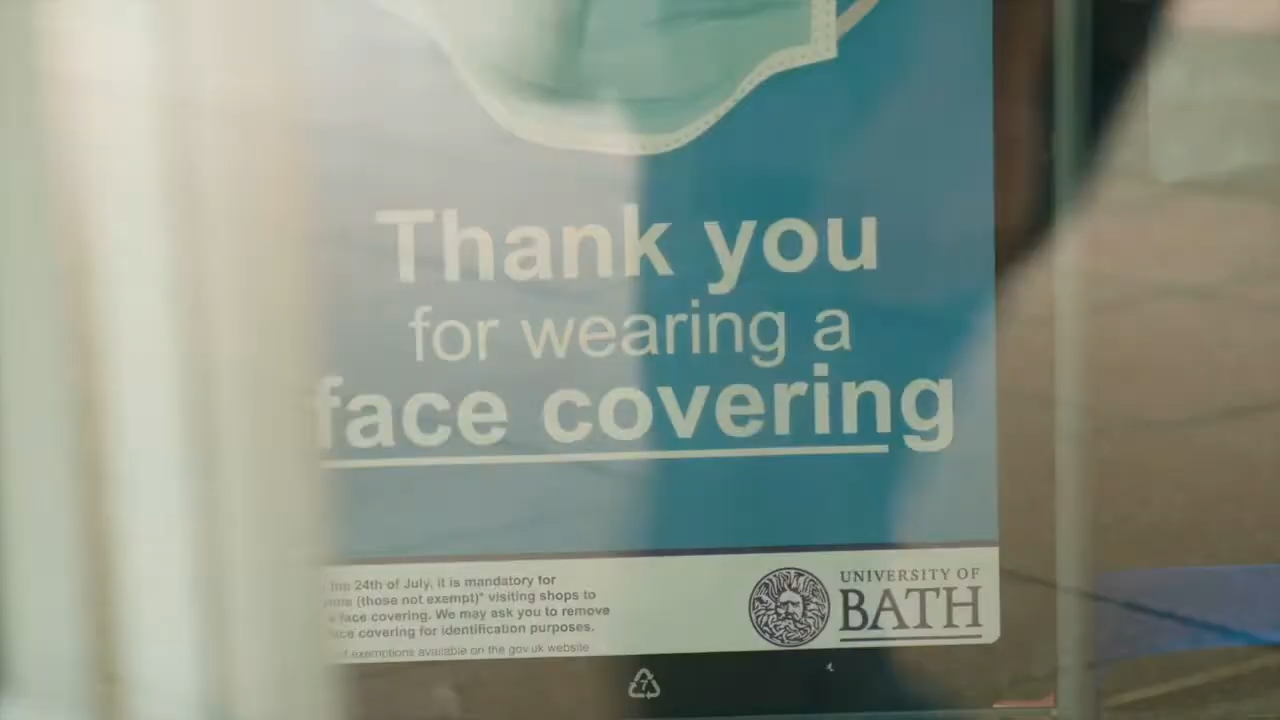 Thank you
for wearing a
face covering
the 24th of July, it is mandatory for
(those not exempt)* visiting shops to
a face covering. We may ask you to remove
face covering for identification purposes.
of exemptions available on the gov.uk website
UNIVERSITY OF
BATH
7